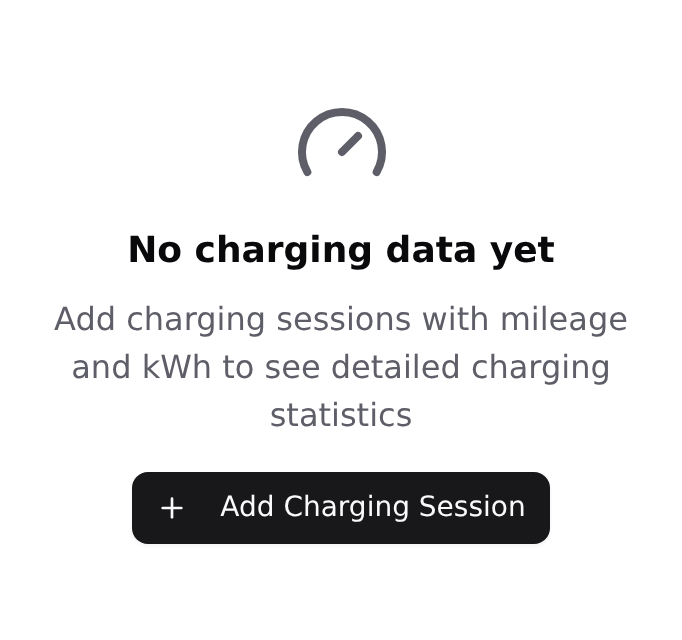 No charging data yet
Add charging sessions with mileage
and kWh to see detailed charging
statistics
Add Charging Session